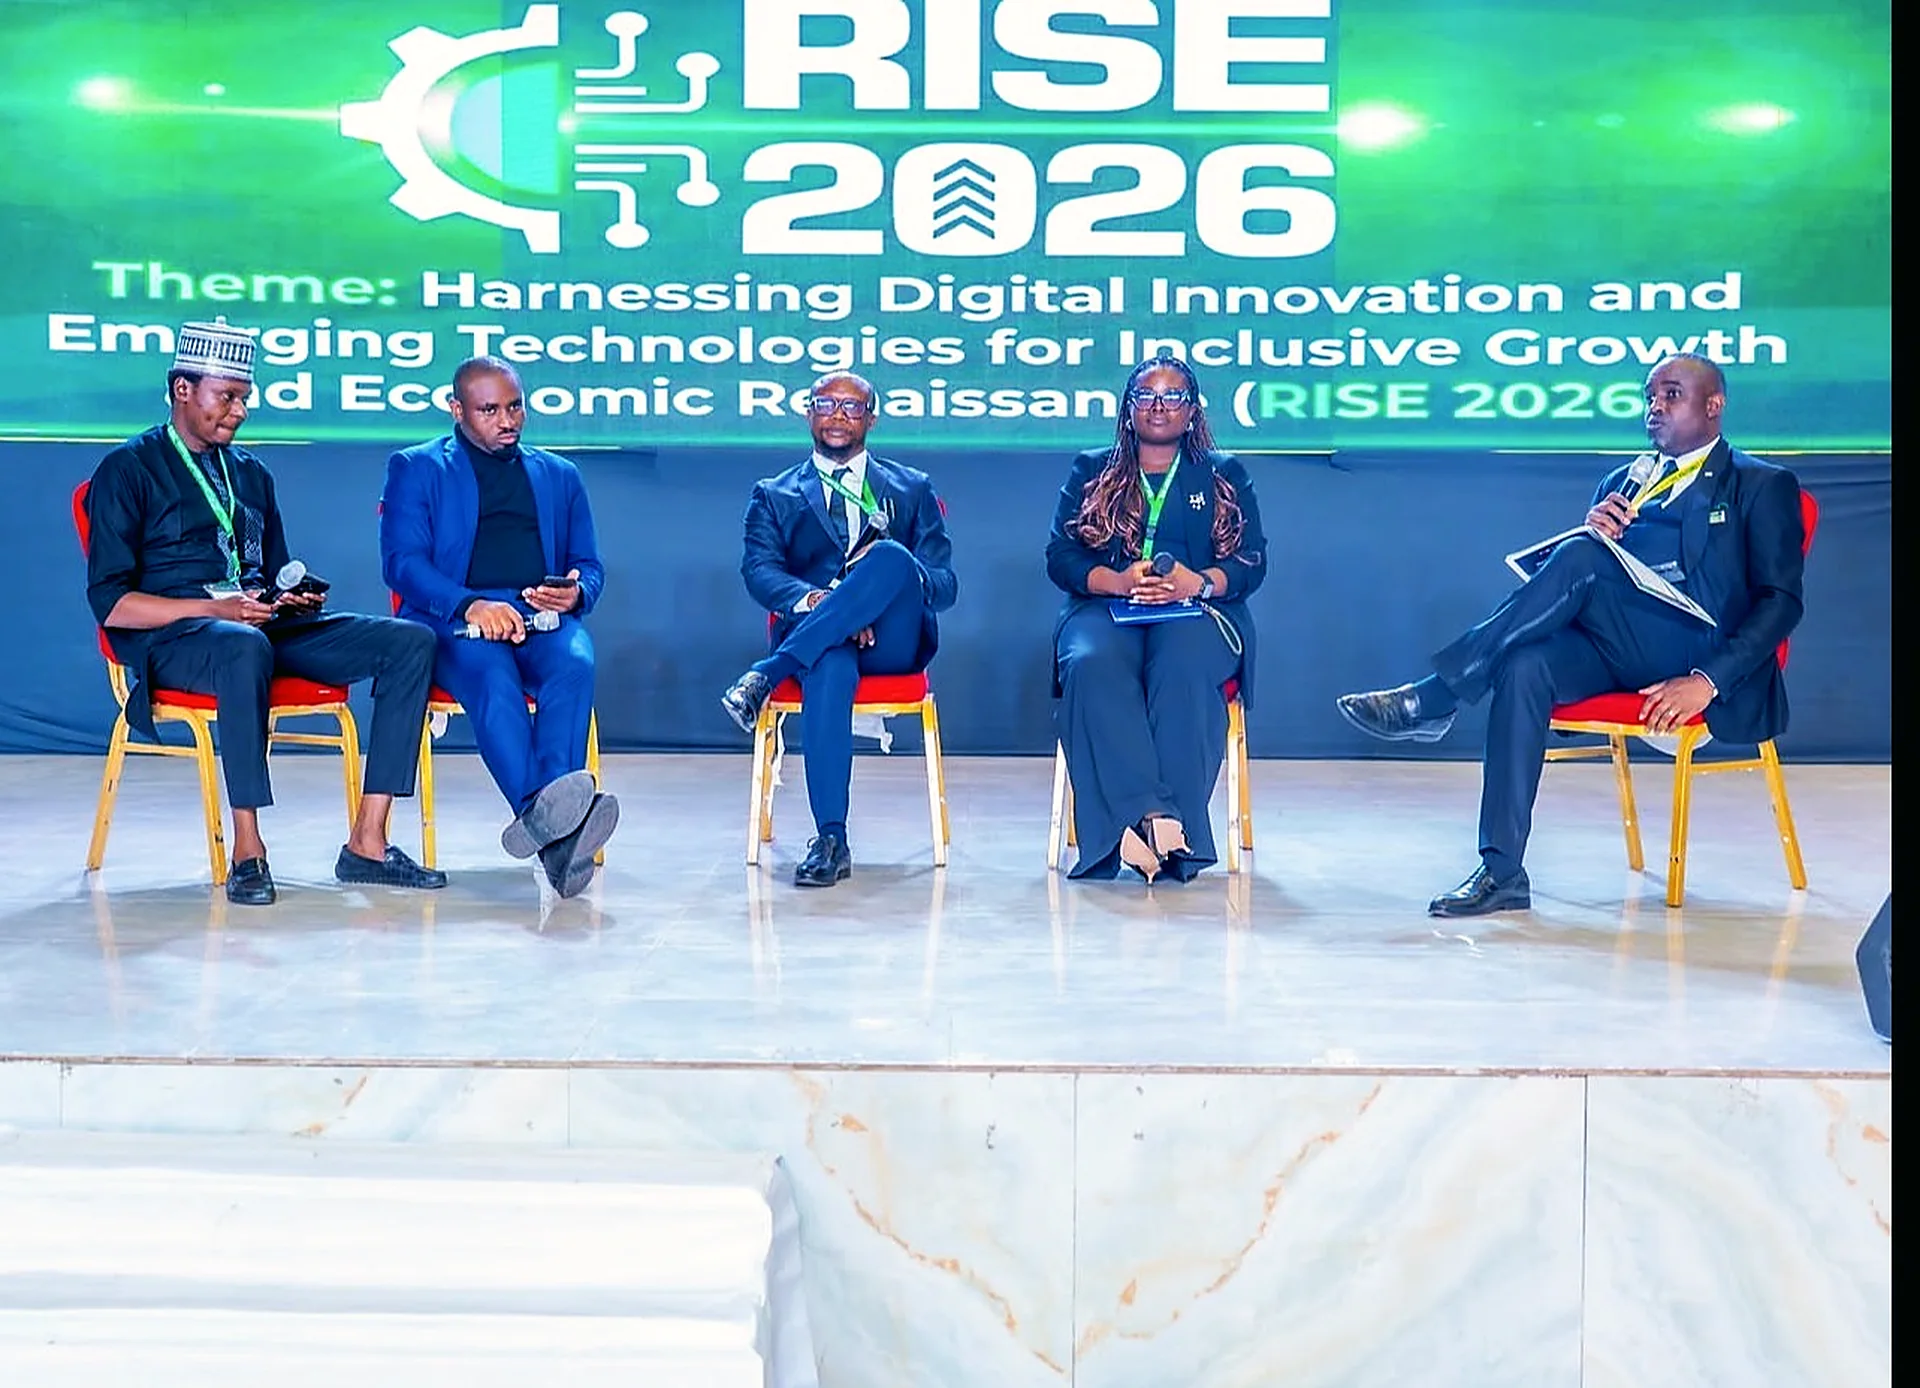 RISE
2026
Theme: Harnessing Digital Innovation and
Emerging Technologies for Inclusive Growth
and Economic Renaissance (RISE 2026